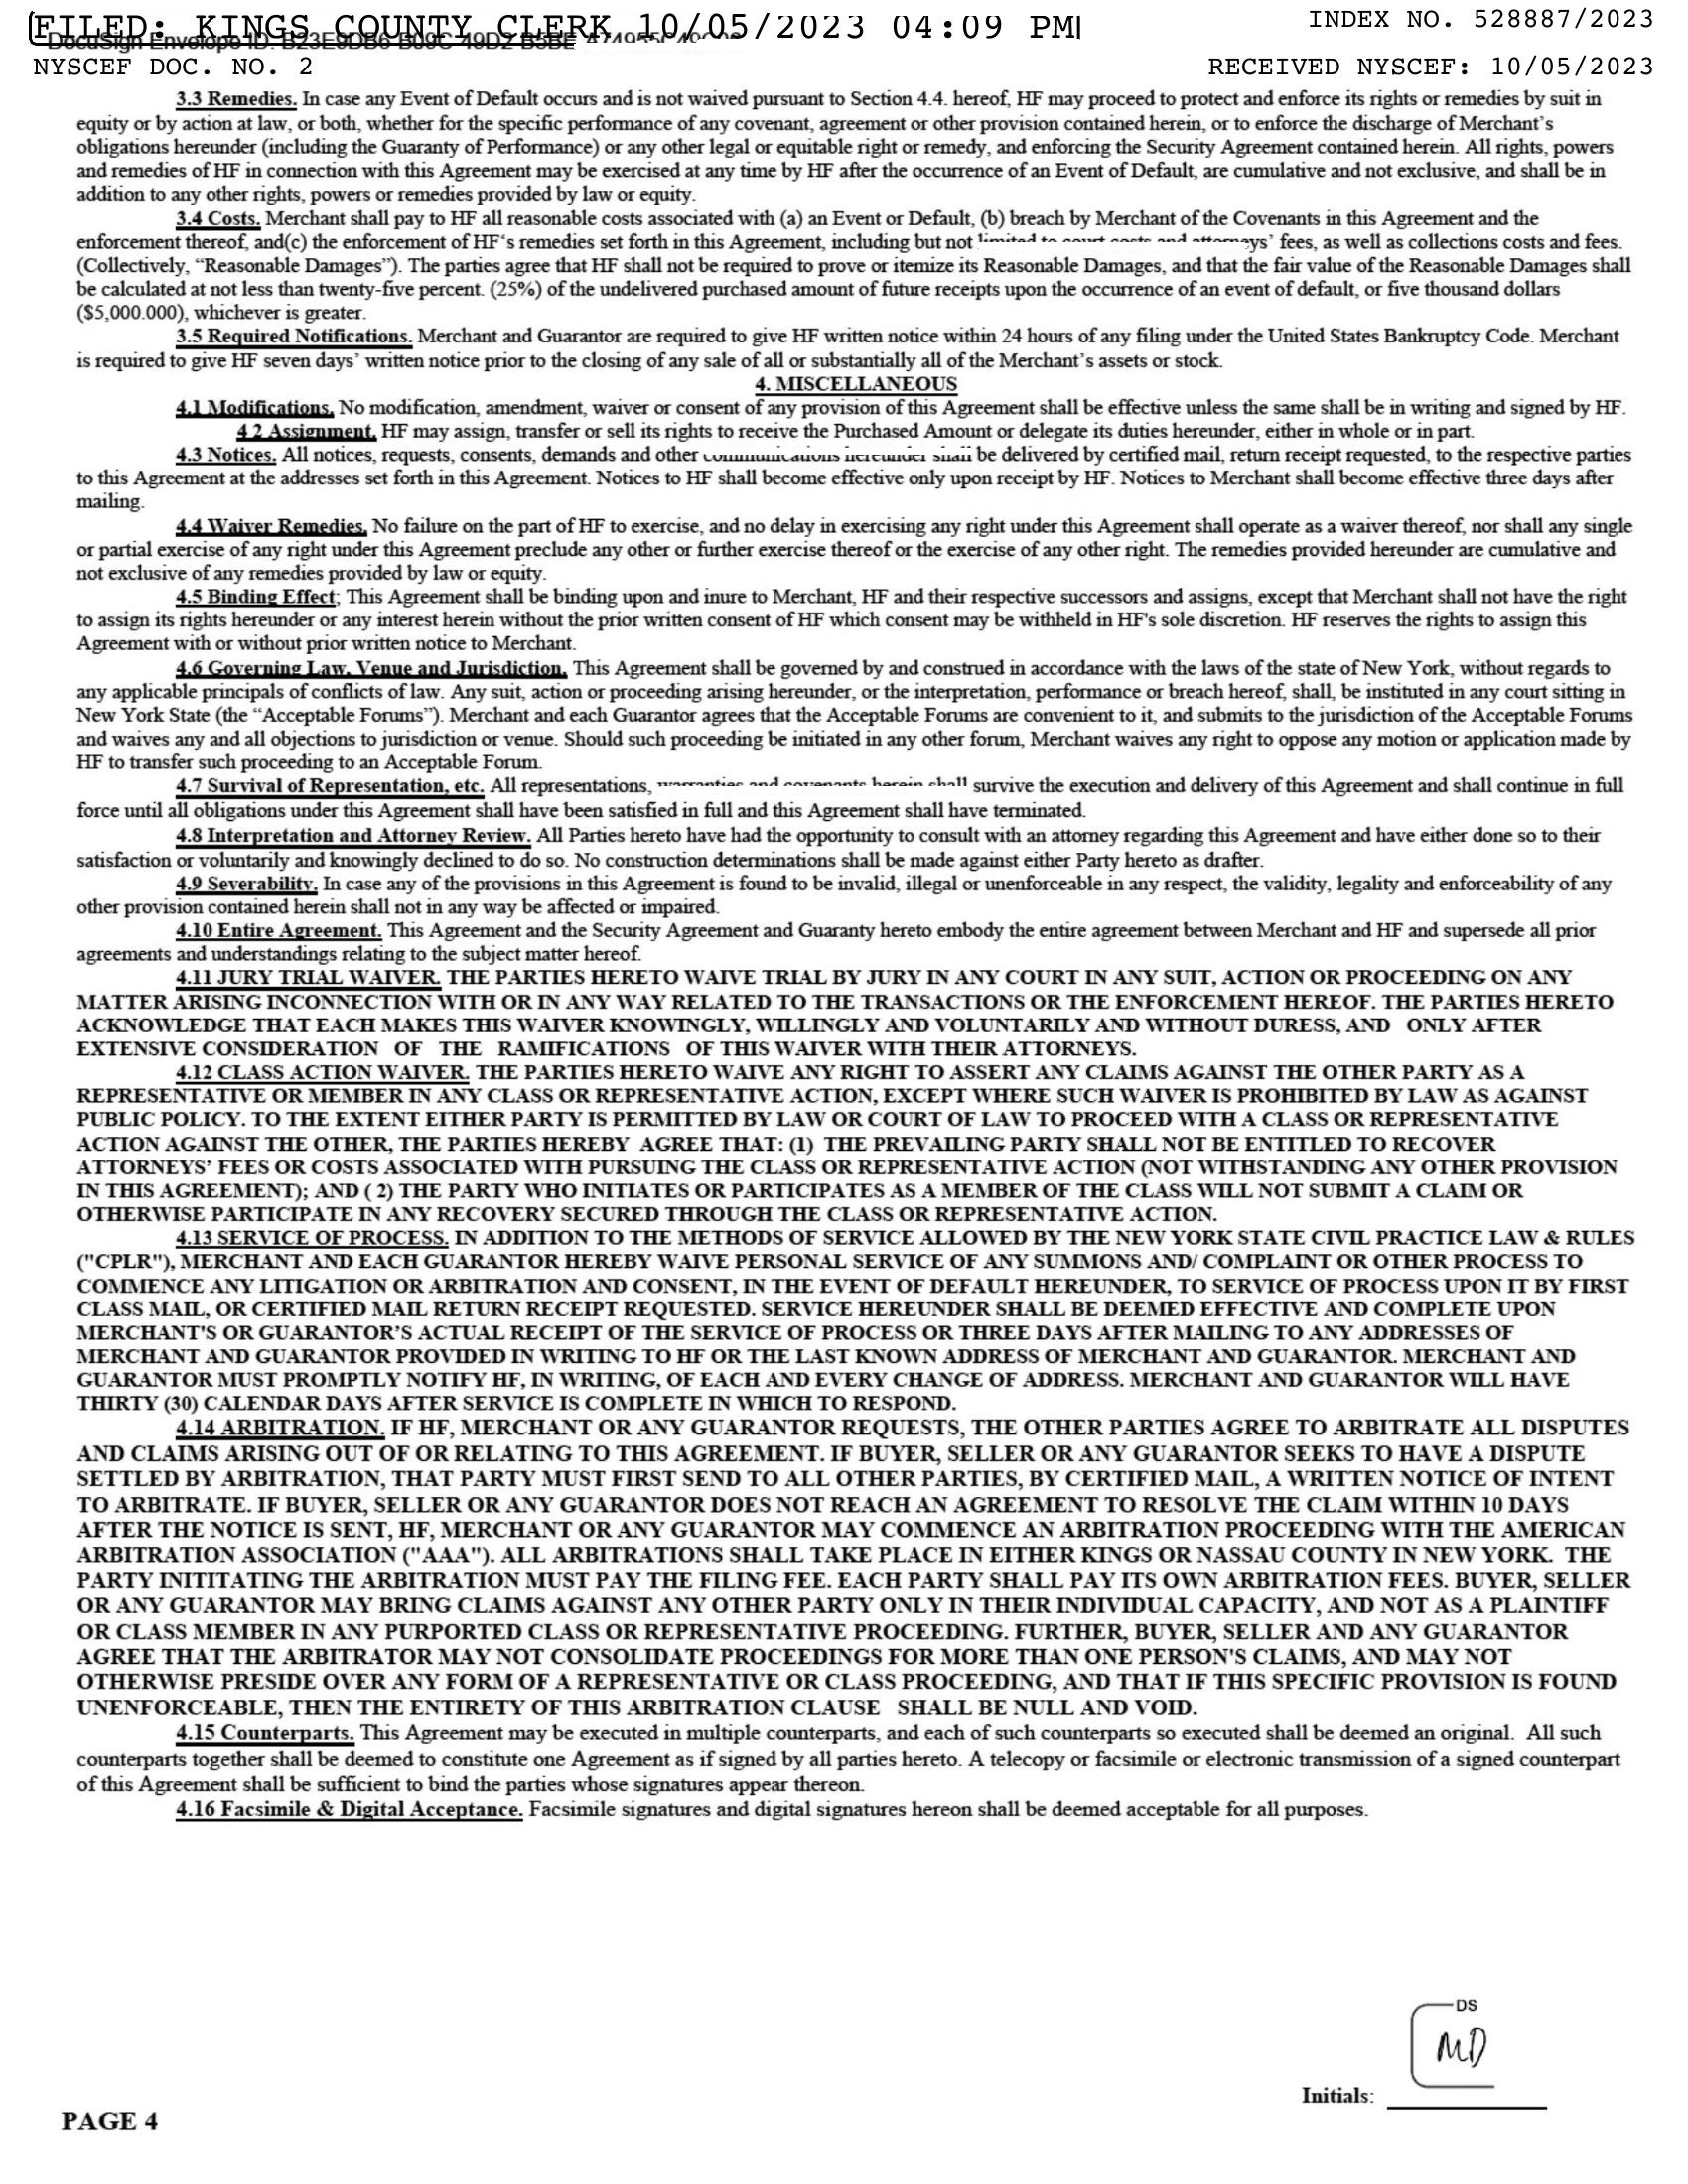 FILED: KINGS COUNTY CLERK 10/05/2023 04:09 PM
INDEX NO. 528887/2023
DocuSign Envelope ID: B23E9DB6-B09C-49D2-B5BE
NYSCEF DOC. NO. 2
RECEIVED NYSCEF: 10/05/2023
3.3 Remedies. In case any Event of Default occurs and is not waived pursuant to Section 4.4. hereof, HF may proceed to protect and enforce its rights or remedies by suit in
equity or by action at law, or both, whether for the specific performance of any covenant, agreement or other provision contained herein, or to enforce the discharge of Merchant's
obligations hereunder (including the Guaranty of Performance) or any other legal or equitable right or remedy, and enforcing the Security Agreement contained herein. All rights, powers
and remedies of HF in connection with this Agreement may be exercised at any time by HF after the occurrence of an Event of Default, are cumulative and not exclusive, and shall be in
addition to any other rights, powers or remedies provided by law or equity.
3.4 Costs. Merchant shall pay to HF all reasonable costs associated with (a) an Event or Default, (b) breach by Merchant of the Covenants in this Agreement and the
enforcement thereof, and(c) the enforcement of HF's remedies set forth in this Agreement, including but not limited to court costs and attorneys' fees, as well as collections costs and fees.
(Collectively, “Reasonable Damages”). The parties agree that HF shall not be required to prove or itemize its Reasonable Damages, and that the fair value of the Reasonable Damages shall
be calculated at not less than twenty-five percent. (25%) of the undelivered purchased amount of future receipts upon the occurrence of an event of default, or five thousand dollars
($5,000.000), whichever is greater.
3.5 Required Notifications. Merchant and Guarantor are required to give HF written notice within 24 hours of any filing under the United States Bankruptcy Code. Merchant
is required to give HF seven days' written notice prior to the closing of any sale of all or substantially all of the Merchant's assets or stock.
4. MISCELLANEOUS
4.1 Modifications. No modification, amendment, waiver or consent of any provision of this Agreement shall be effective unless the same shall be in writing and signed by HF.
4 2 Assignment. HF may assign, transfer or sell its rights to receive the Purchased Amount or delegate its duties hereunder, either in whole or in part.
4.3 Notices. All notices, requests, consents, demands and other communications hereunder shall be delivered by certified mail, return receipt requested, to the respective parties
to this Agreement at the addresses set forth in this Agreement. Notices to HF shall become effective only upon receipt by HF. Notices to Merchant shall become effective three days after
mailing.
4.4 Waiver Remedies. No failure on the part of HF to exercise, and no delay in exercising any right under this Agreement shall operate as a waiver thereof, nor shall any single
or partial exercise of any right under this Agreement preclude any other or further exercise thereof or the exercise of any other right. The remedies provided hereunder are cumulative and
not exclusive of any remedies provided by law or equity.
4.5 Binding Effect; This Agreement shall be binding upon and inure to Merchant, HF and their respective successors and assigns, except that Merchant shall not have the right
to assign its rights hereunder or any interest herein without the prior written consent of HF which consent may be withheld in HF's sole discretion. HF reserves the rights to assign this
Agreement with or without prior written notice to Merchant.
4.6 Governing Law, Venue and Jurisdiction. This Agreement shall be governed by and construed in accordance with the laws of the state of New York, without regards to
any applicable principals of conflicts of law. Any suit, action or proceeding arising hereunder, or the interpretation, performance or breach hereof, shall, be instituted in any court sitting in
New York State (the “Acceptable Forums”). Merchant and each Guarantor agrees that the Acceptable Forums are convenient to it, and submits to the jurisdiction of the Acceptable Forums
and waives any and all objections to jurisdiction or venue. Should such proceeding be initiated in any other forum, Merchant waives any right to oppose any motion or application made by
HF to transfer such proceeding to an Acceptable Forum.
4.7 Survival of Representation, etc. All representations, warranties and covenants herein shall survive the execution and delivery of this Agreement and shall continue in full
force until all obligations under this Agreement shall have been satisfied in full and this Agreement shall have terminated.
4.8 Interpretation and Attorney Review. All Parties hereto have had the opportunity to consult with an attorney regarding this Agreement and have either done so to their
satisfaction or voluntarily and knowingly declined to do so. No construction determinations shall be made against either Party hereto as drafter.
4.9 Severability. In case any of the provisions in this Agreement is found to be invalid, illegal or unenforceable in any respect, the validity, legality and enforceability of any
other provision contained herein shall not in any way be affected or impaired.
4.10 Entire Agreement. This Agreement and the Security Agreement and Guaranty hereto embody the entire agreement between Merchant and HF and supersede all prior
agreements and understandings relating to the subject matter hereof.
4.11 JURY TRIAL WAIVER. THE PARTIES HERETO WAIVE TRIAL BY JURY IN ANY COURT IN ANY SUIT, ACTION OR PROCEEDING ON ANY
MATTER ARISING INCONNECTION WITH OR IN ANY WAY RELATED TO THE TRANSACTIONS OR THE ENFORCEMENT HEREOF. THE PARTIES HERETO
ACKNOWLEDGE THAT EACH MAKES THIS WAIVER KNOWINGLY, WILLINGLY AND VOLUNTARILY AND WITHOUT DURESS, AND ONLY AFTER
EXTENSIVE CONSIDERATION OF THE RAMIFICATIONS OF THIS WAIVER WITH THEIR ATTORNEYS.
4.12 CLASS ACTION WAIVER. THE PARTIES HERETO WAIVE ANY RIGHT TO ASSERT ANY CLAIMS AGAINST THE OTHER PARTY AS A
REPRESENTATIVE OR MEMBER IN ANY CLASS OR REPRESENTATIVE ACTION, EXCEPT WHERE SUCH WAIVER IS PROHIBITED BY LAW AS AGAINST
PUBLIC POLICY. TO THE EXTENT EITHER PARTY IS PERMITTED BY LAW OR COURT OF LAW TO PROCEED WITH A CLASS OR REPRESENTATIVE
ACTION AGAINST THE OTHER, THE PARTIES HEREBY AGREE THAT: (1) THE PREVAILING PARTY SHALL NOT BE ENTITLED TO RECOVER
ATTORNEYS' FEES OR COSTS ASSOCIATED WITH PURSUING THE CLASS OR REPRESENTATIVE ACTION (NOT WITHSTANDING ANY OTHER PROVISION
IN THIS AGREEMENT); AND ( 2) THE PARTY WHO INITIATES OR PARTICIPATES AS A MEMBER OF THE CLASS WILL NOT SUBMIT A CLAIM OR
OTHERWISE PARTICIPATE IN ANY RECOVERY SECURED THROUGH THE CLASS OR REPRESENTATIVE ACTION.
4.13 SERVICE OF PROCESS. IN ADDITION TO THE METHODS OF SERVICE ALLOWED BY THE NEW YORK STATE CIVIL PRACTICE LAW & RULES
("CPLR"), MERCHANT AND EACH GUARANTOR HEREBY WAIVE PERSONAL SERVICE OF ANY SUMMONS AND/ COMPLAINT OR OTHER PROCESS TO
COMMENCE ANY LITIGATION OR ARBITRATION AND CONSENT, IN THE EVENT OF DEFAULT HEREUNDER, TO SERVICE OF PROCESS UPON IT BY FIRST
CLASS MAIL, OR CERTIFIED MAIL RETURN RECEIPT REQUESTED. SERVICE HEREUNDER SHALL BE DEEMED EFFECTIVE AND COMPLETE UPON
MERCHANT'S OR GUARANTOR'S ACTUAL RECEIPT OF THE SERVICE OF PROCESS OR THREE DAYS AFTER MAILING TO ANY ADDRESSES OF
MERCHANT AND GUARANTOR PROVIDED IN WRITING TO HF OR THE LAST KNOWN ADDRESS OF MERCHANT AND GUARANTOR. MERCHANT AND
GUARANTOR MUST PROMPTLY NOTIFY HF, IN WRITING, OF EACH AND EVERY CHANGE OF ADDRESS. MERCHANT AND GUARANTOR WILL HAVE
THIRTY (30) CALENDAR DAYS AFTER SERVICE IS COMPLETE IN WHICH TO RESPOND.
4.14 ARBITRATION. IF HF, MERCHANT OR ANY GUARANTOR REQUESTS, THE OTHER PARTIES AGREE TO ARBITRATE ALL DISPUTES
AND CLAIMS ARISING OUT OF OR RELATING TO THIS AGREEMENT. IF BUYER, SELLER OR ANY GUARANTOR SEEKS TO HAVE A DISPUTE
SETTLED BY ARBITRATION, THAT PARTY MUST FIRST SEND TO ALL OTHER PARTIES, BY CERTIFIED MAIL, A WRITTEN NOTICE OF INTENT
TO ARBITRATE. IF BUYER, SELLER OR ANY GUARANTOR DOES NOT REACH AN AGREEMENT TO RESOLVE THE CLAIM WITHIN 10 DAYS
AFTER THE NOTICE IS SENT, HF, MERCHANT OR ANY GUARANTOR MAY COMMENCE AN ARBITRATION PROCEEDING WITH THE AMERICAN
ARBITRATION ASSOCIATION ("AAA"). ALL ARBITRATIONS SHALL TAKE PLACE IN EITHER KINGS OR NASSAU COUNTY IN NEW YORK. THE
PARTY INITITATING THE ARBITRATION MUST PAY THE FILING FEE. EACH PARTY SHALL PAY ITS OWN ARBITRATION FEES. BUYER, SELLER
OR ANY GUARANTOR MAY BRING CLAIMS AGAINST ANY OTHER PARTY ONLY IN THEIR INDIVIDUAL CAPACITY, AND NOT AS A PLAINTIFF
OR CLASS MEMBER IN ANY PURPORTED CLASS OR REPRESENTATIVE PROCEEDING. FURTHER, BUYER, SELLER AND ANY GUARANTOR
AGREE THAT THE ARBITRATOR MAY NOT CONSOLIDATE PROCEEDINGS FOR MORE THAN ONE PERSON'S CLAIMS, AND MAY NOT
OTHERWISE PRESIDE OVER ANY FORM OF A REPRESENTATIVE OR CLASS PROCEEDING, AND THAT IF THIS SPECIFIC PROVISION IS FOUND
UNENFORCEABLE, THEN THE ENTIRETY OF THIS ARBITRATION CLAUSE SHALL BE NULL AND VOID.
4.15 Counterparts. This Agreement may be executed in multiple counterparts, and each of such counterparts so executed shall be deemed an original. All such
counterparts together shall be deemed to constitute one Agreement as if signed by all parties hereto. A telecopy or facsimile or electronic transmission of a signed counterpart
of this Agreement shall be sufficient to bind the parties whose signatures appear thereon.
4.16 Facsimile & Digital Acceptance. Facsimile signatures and digital signatures hereon shall be deemed acceptable for all purposes.
DS
MD
Initials:
PAGE 4